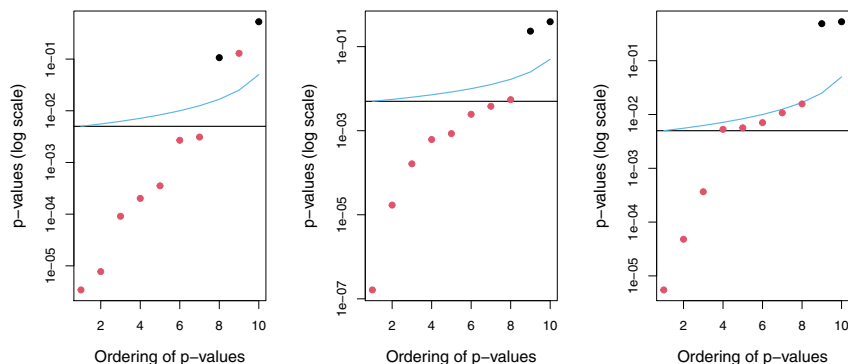 p-values (log scale)
1e-01
1e-02
1e-03
1e-04
1e-05
2 4 6 8 10
Ordering of p-values
p-values (log scale)
1e-01
1e-03
1e-05
1e-07
2 4 6 8 10
Ordering of p-values
p-values (log scale)
1e-01
1e-02
1e-03
1e-04
1e-05
2 4 6 8 10
Ordering of p-values